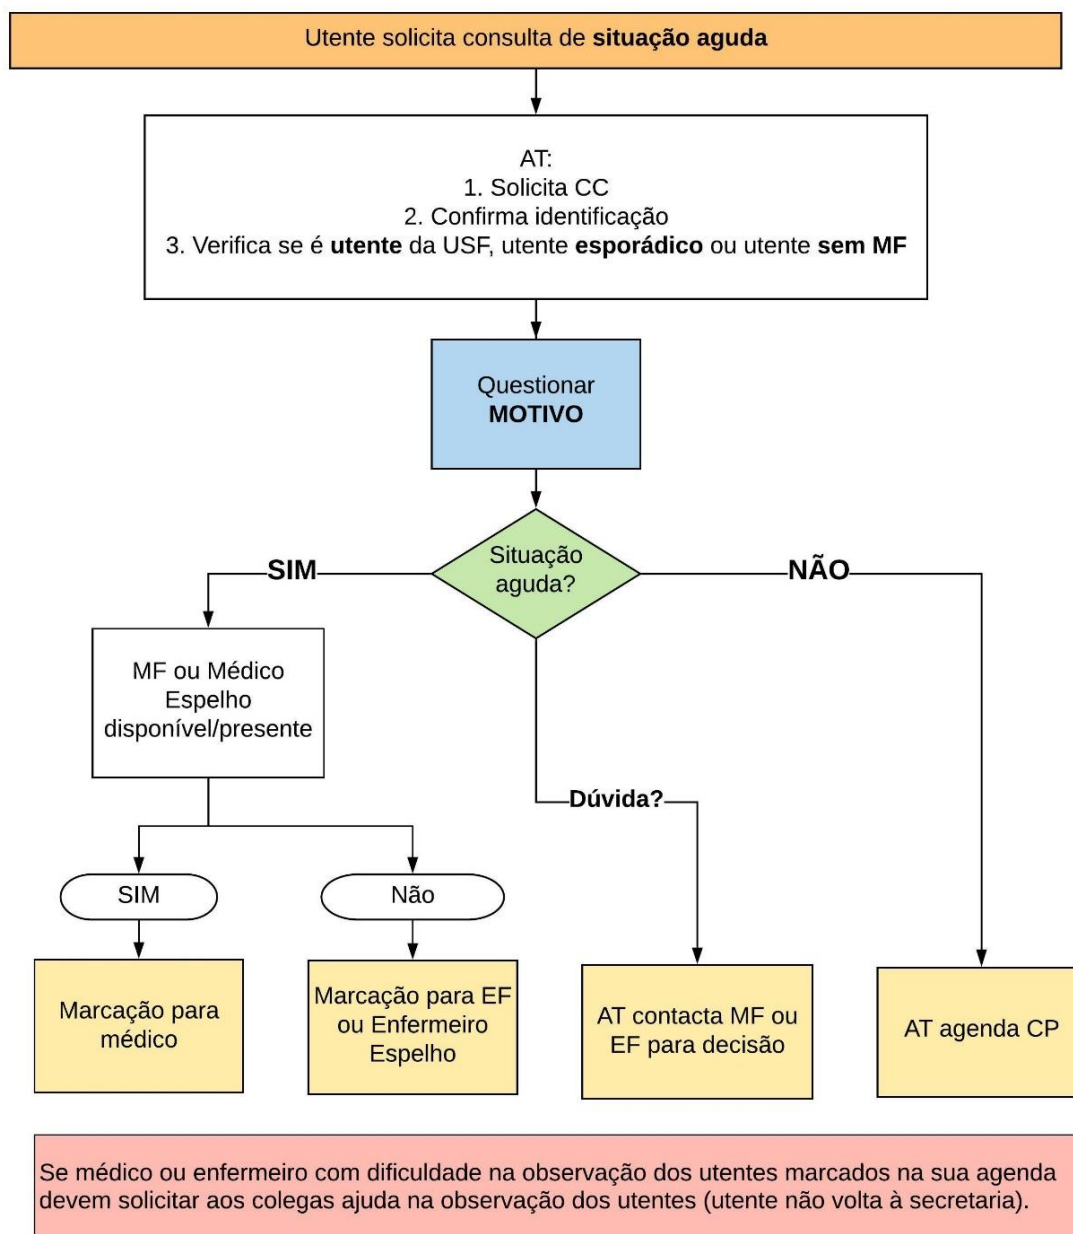 Utente solicita consulta de situação aguda
AT:
1. Solicita CC
2. Confirma identificação
3. Verifica se é utente da USF, utente esporádico ou utente sem MF
Questionar
MOTIVO
Situação
aguda?
SIM
NÃO
MF ou Médico
Espelho
disponível/presente
Dúvida?
SIM
Não
Marcação para
médico
Marcação para EF
ou Enfermeiro
Espelho
AT contacta MF ou
EF para decisão
AT agenda CP
Se médico ou enfermeiro com dificuldade na observação dos utentes marcados na sua agenda
devem solicitar aos colegas ajuda na observação dos utentes (utente não volta à secretaria).